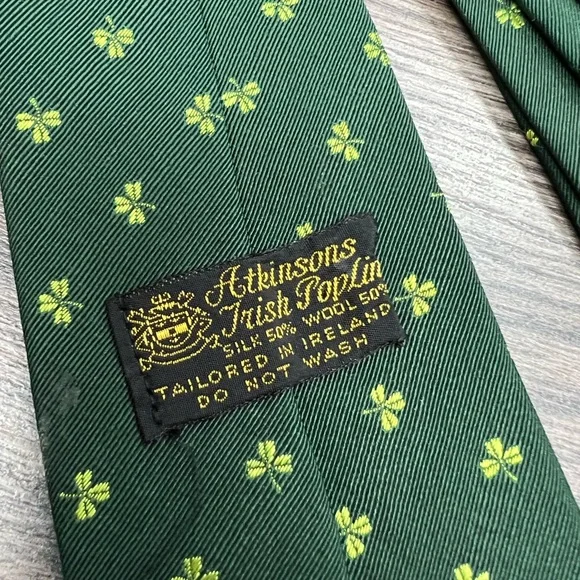 Atkinsons
Irish Poplin
SILK 50% WOOL 50%
TAILORED IN IRELAND
DO NOT WASH